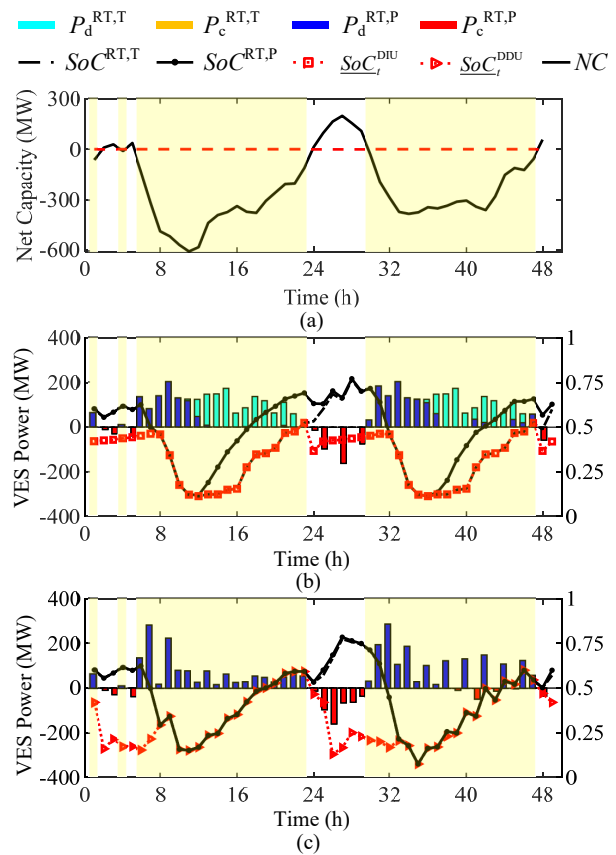 P_d^RT,T P_c^RT,T P_d^RT,P P_c^RT,P
SoC^RT,T SoC^RT,P SoC_t^DIU SoC_t^DDU NC
Net Capacity (MW)
300
0
-300
-600
0 8 16 24 32 40 48
Time (h)
(a)
VES Power (MW)
400 1
200 0.75
0 0.5
-200 0.25
-400 0
0 8 16 24 32 40 48
Time (h)
(b)
VES Power (MW)
400 1
200 0.75
0 0.5
-200 0.25
-400 0
0 8 16 24 32 40 48
Time (h)
(c)